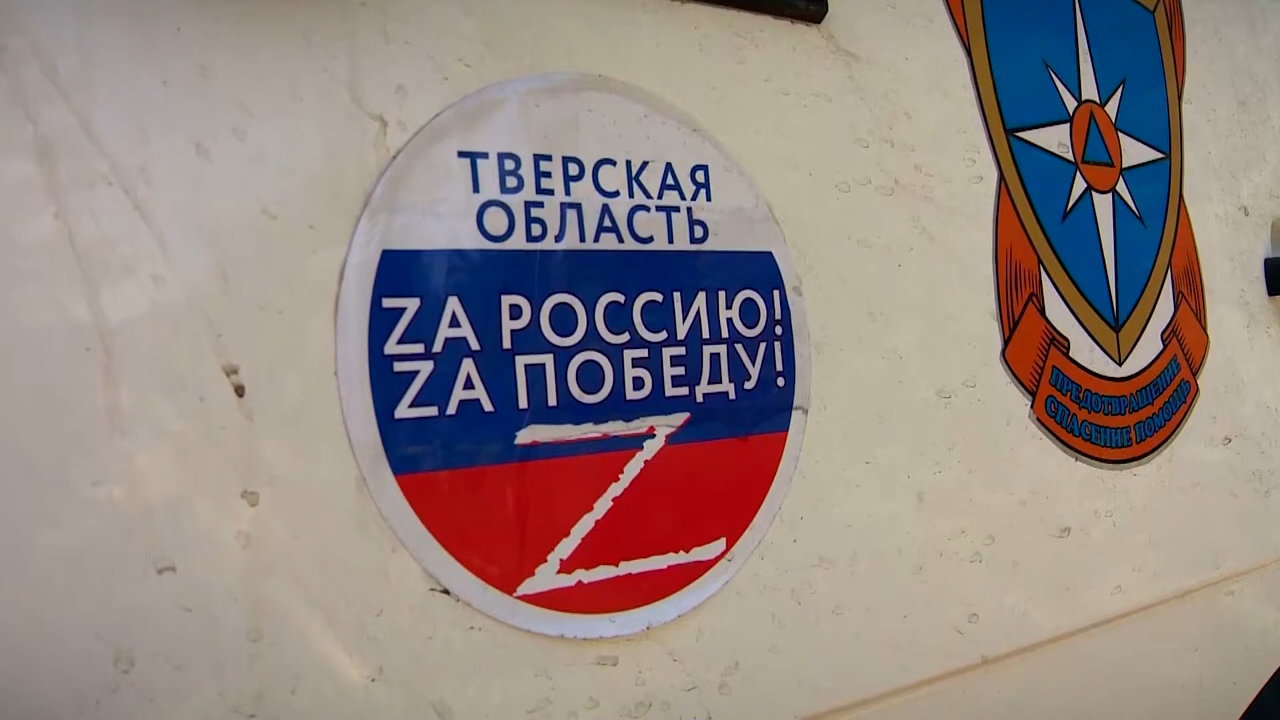 ТВЕРСКАЯ
ОБЛАСТЬ
ZА РОССИЮ!
ZА ПОБЕДУ!
Z
ПРЕДОТВРАЩЕНИЕ
СПАСЕНИЕ ПОМОЩЬ